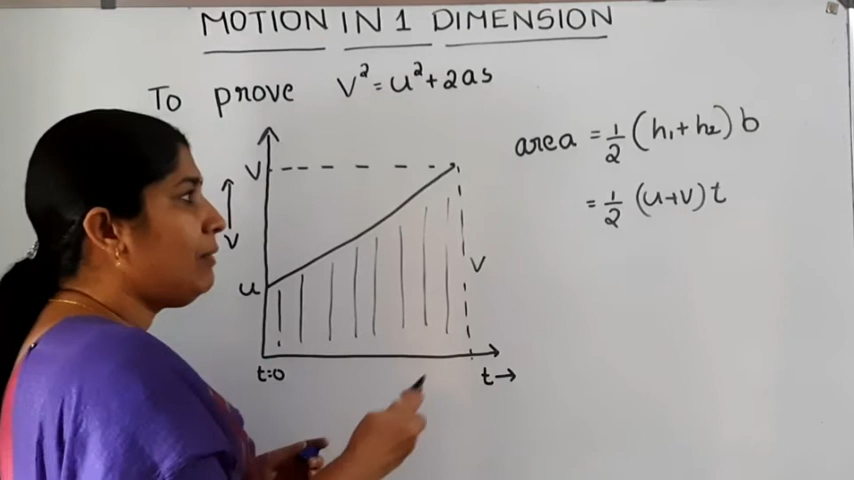 MOTION IN 1 DIMENSION
To prove v² = u² + 2as
area = 1/2 (h₁ + h₂) b
= 1/2 (u+v) t
V
V
u
V
t=0
t→